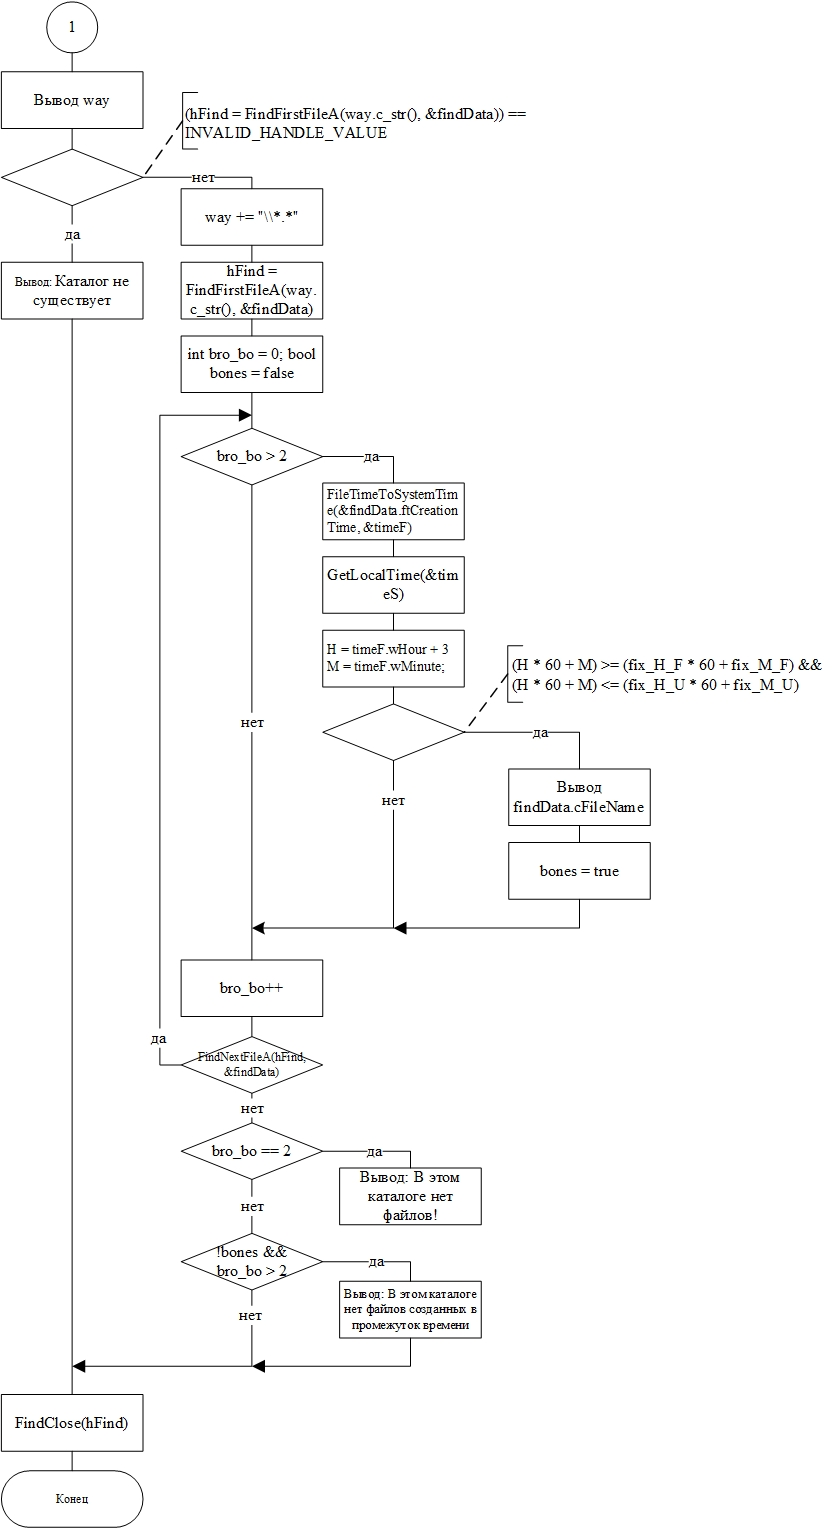 1
Вывод way
(hFind = FindFirstFileA(way.c_str(), &findData)) ==
INVALID_HANDLE_VALUE
нет
way += "\\*.*"
да
Вывод: Каталог не
существует
hFind =
FindFirstFileA(way.
c_str(), &findData)
int bro_bo = 0; bool
bones = false
bro_bo > 2
да
FileTimeToSystemTim
e(&findData.ftCreation
Time, &timeF)
GetLocalTime(&tim
eS)
H = timeF.wHour + 3
M = timeF.wMinute;
(H * 60 + M) >= (fix_H_F * 60 + fix_M_F) &&
(H * 60 + M) <= (fix_H_U * 60 + fix_M_U)
нет
да
Вывод
findData.cFileName
нет
bones = true
bro_bo++
да
FindNextFileA(hFind,
&findData)
нет
bro_bo == 2
да
Вывод: В этом
каталоге нет
файлов!
нет
!bones &&
bro_bo > 2
да
Вывод: В этом каталоге
нет файлов созданных в
промежуток времени
нет
FindClose(hFind)
Конец